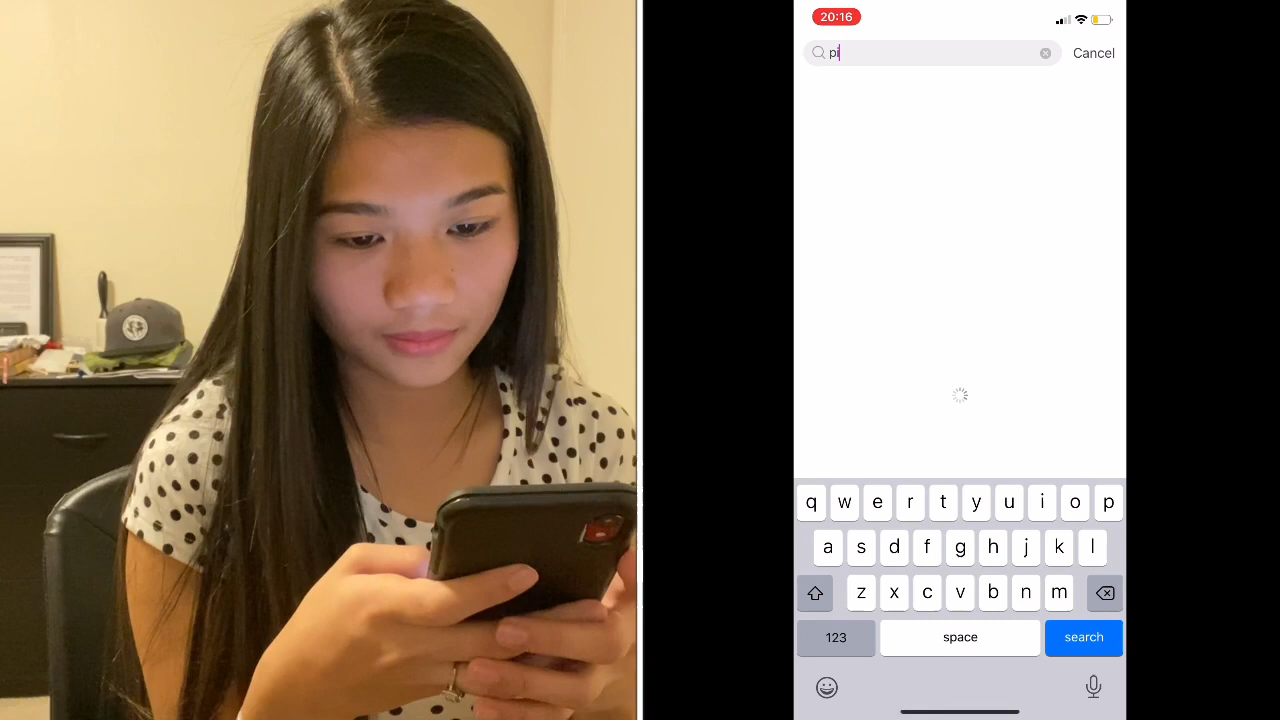 20:16
pi
Cancel
q w e r t y u i o p
a s d f g h j k l
z x c v b n m
123 space search